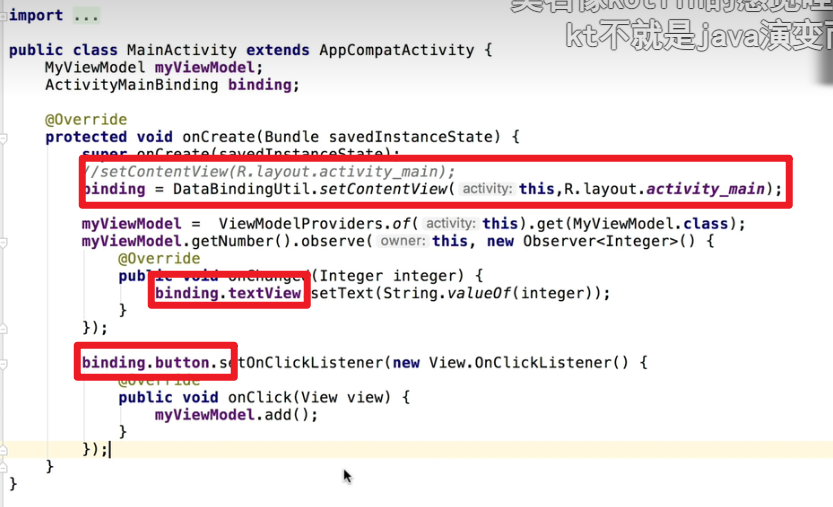 import ...
kt不就是java演变
public class MainActivity extends AppCompatActivity {
MyViewModel myViewModel;
ActivityMainBinding binding;
@Override
protected void onCreate(Bundle savedInstanceState) {
super.onCreate(savedInstanceState);
//setContentView(R.layout.activity_main);
binding = DataBindingUtil.setContentView( activity: this,R.layout.activity_main);
myViewModel = ViewModelProviders.of( activity: this).get(MyViewModel.class);
myViewModel.getNumber().observe( owner: this, new Observer<Integer>() {
@Override
public void onChanged(Integer integer) {
binding.textView.setText(String.valueOf(integer));
}
});
binding.button.setOnClickListener(new View.OnClickListener() {
@Override
public void onClick(View view) {
myViewModel.add();
}
});
}
}